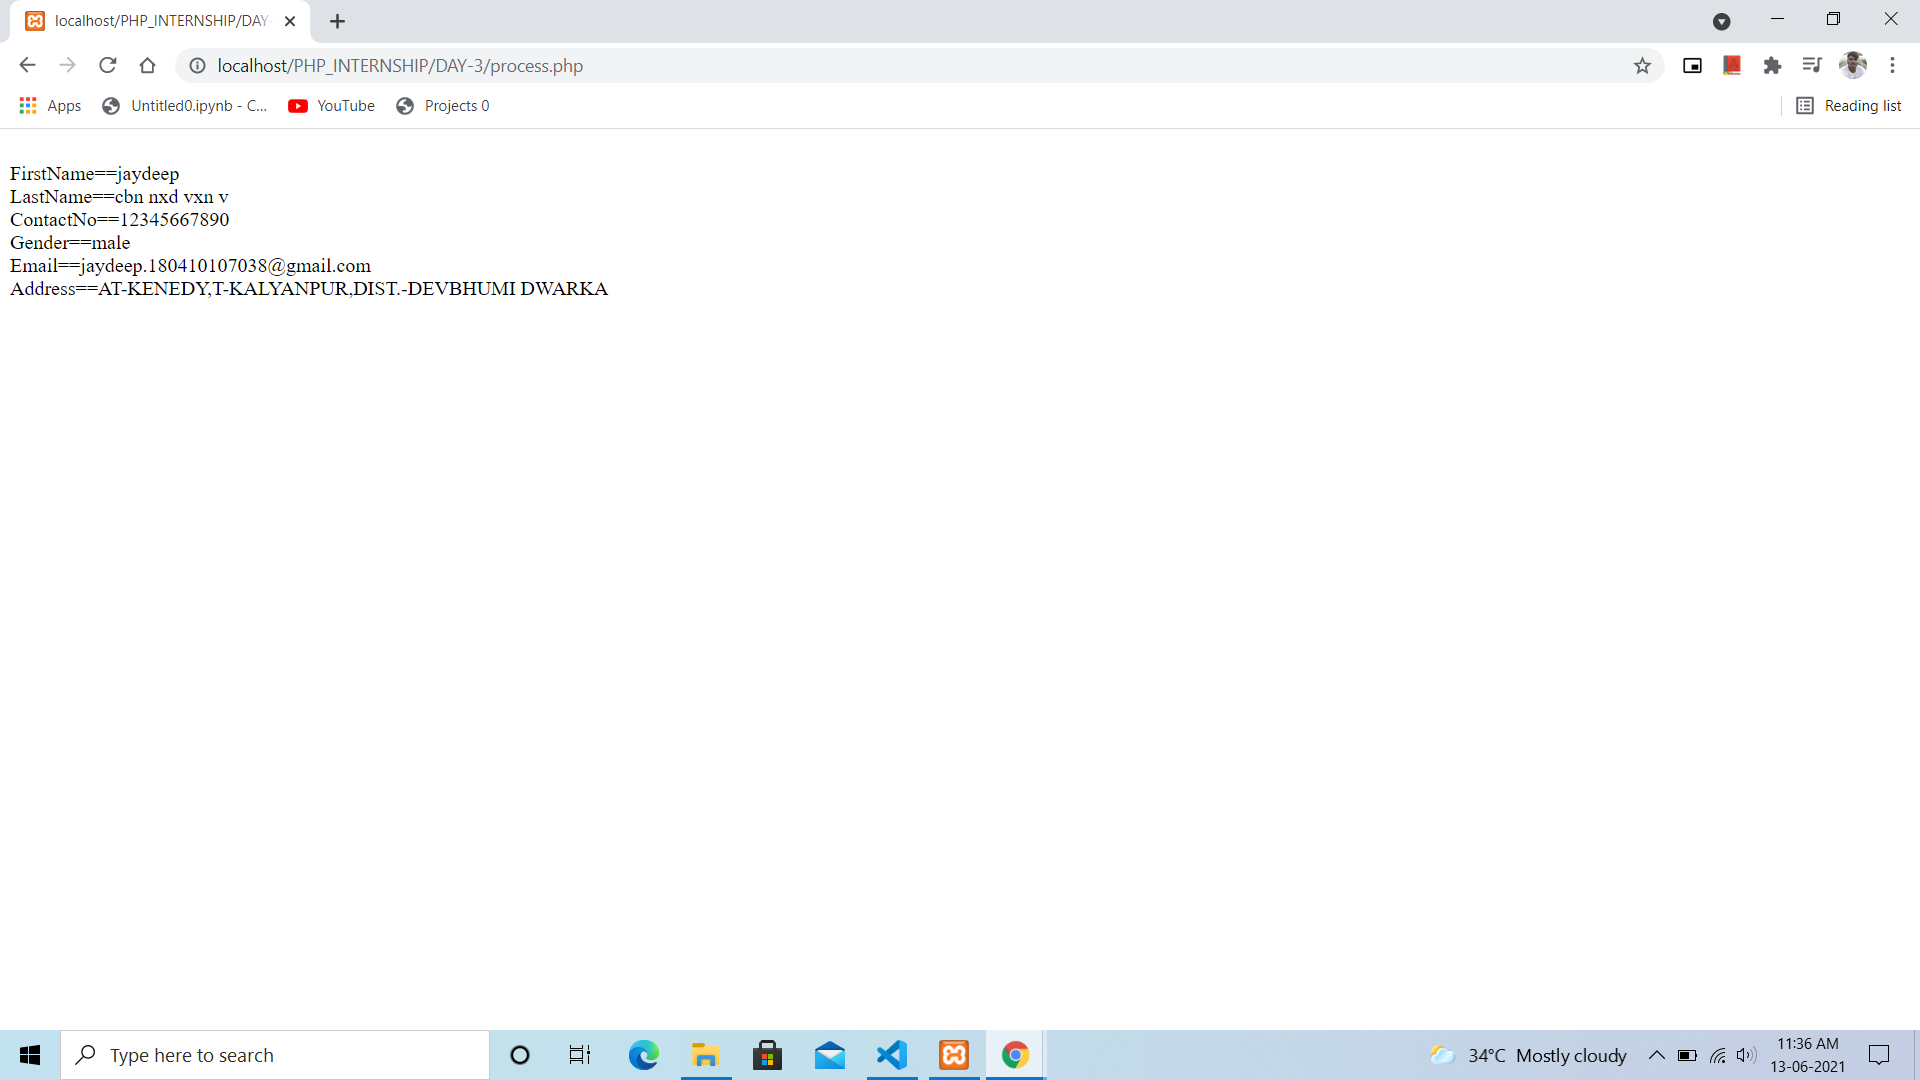 localhost/PHP_INTERNSHIP/DAY-
localhost/PHP_INTERNSHIP/DAY-3/process.php
Apps
Untitled0.ipynb - C...
YouTube
Projects 0
Reading list
FirstName==jaydeep
LastName==cbn nxd vxn v
ContactNo==12345667890
Gender==male
Email==jaydeep.180410107038@gmail.com
Address==AT-KENEDY,T-KALYANPUR,DIST.-DEVBHUMI DWARKA
Type here to search
34°C Mostly cloudy
11:36 AM
13-06-2021